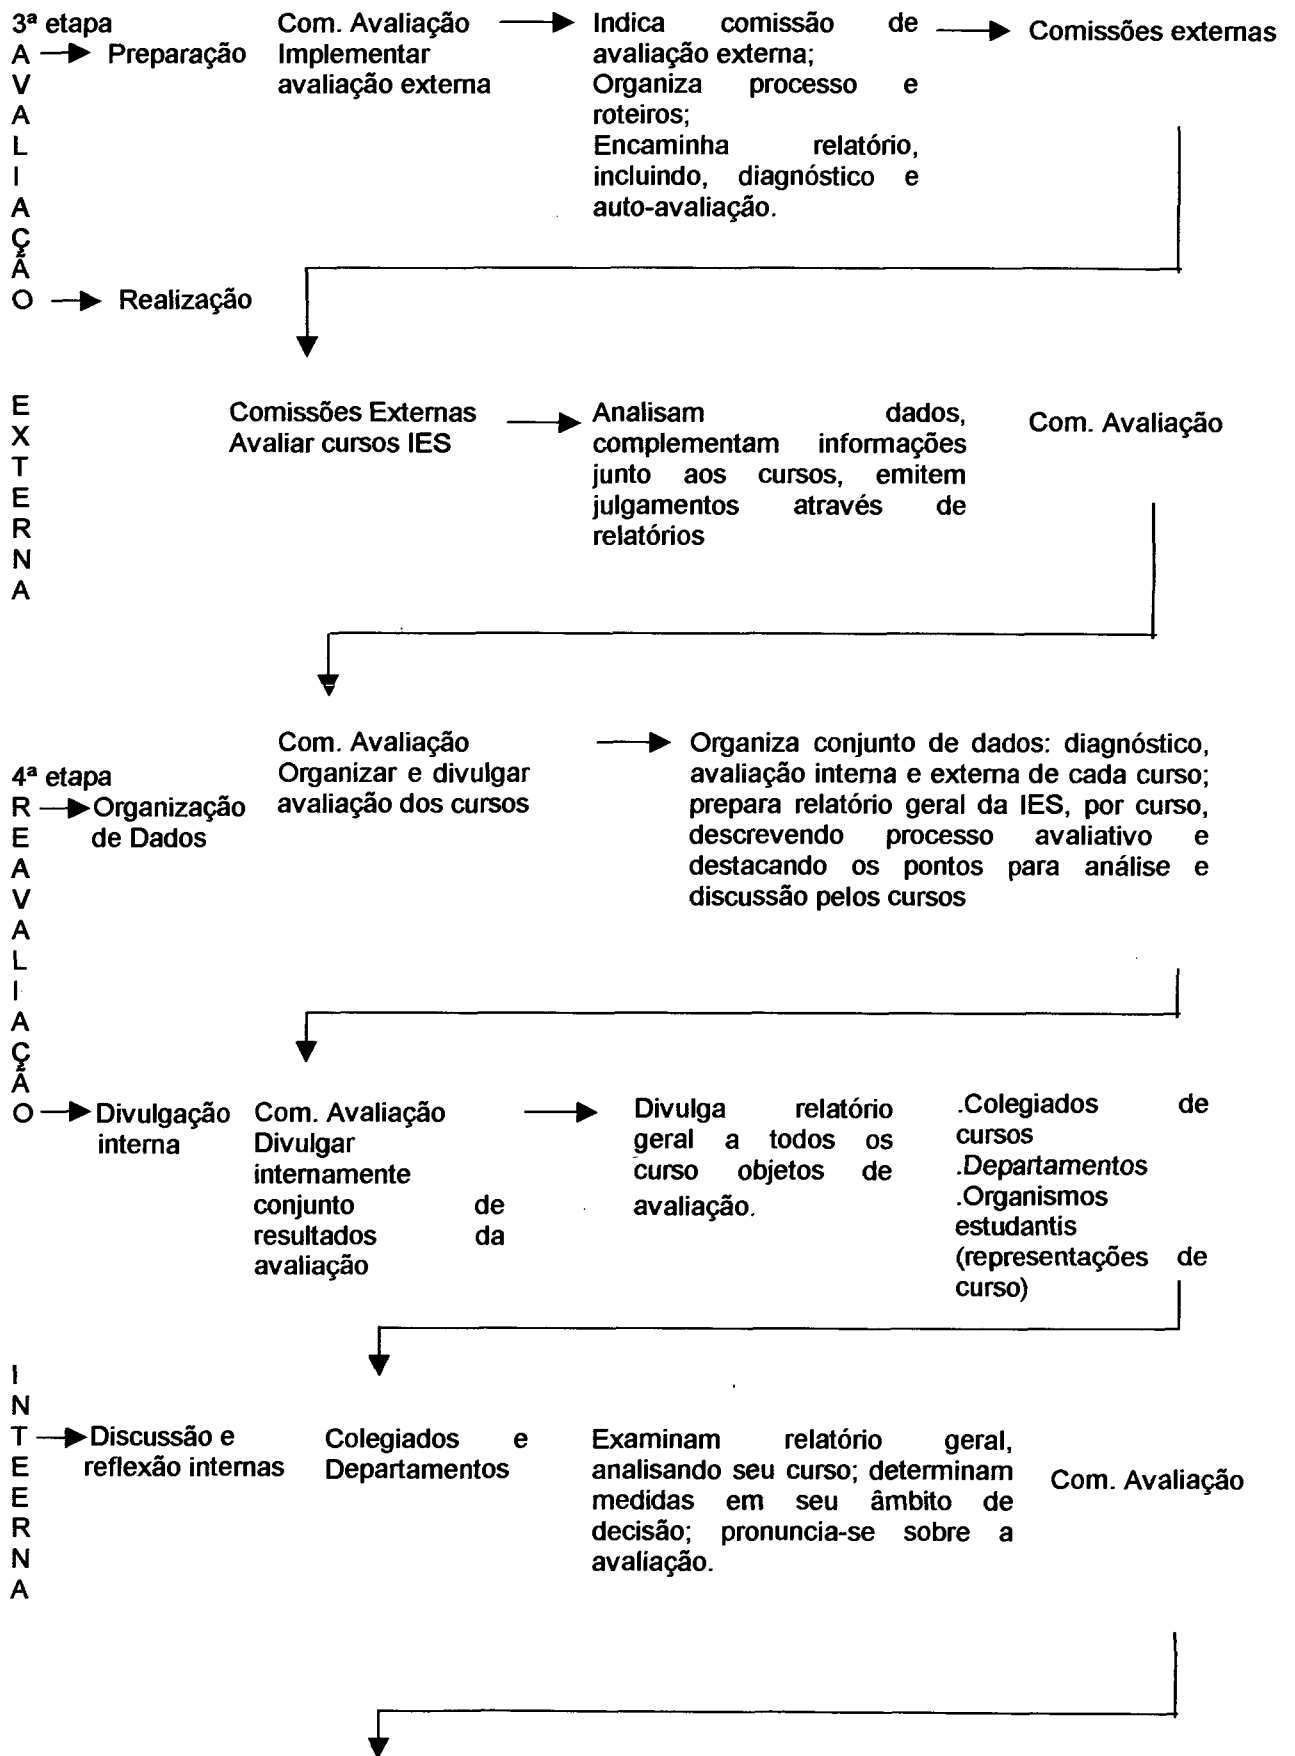 3ª etapa
A
V
A
L
I
A
Ç
Ã
O
Preparação
Com. Avaliação
Implementar
avaliação externa
Indica comissão de
avaliação externa;
Organiza processo e
roteiros;
Encaminha relatório,
incluindo, diagnóstico e
auto-avaliação.
Comissões externas
Realização
E
X
T
E
R
N
A
Comissões Externas
Avaliar cursos IES
Analisam dados,
complementam informações
junto aos cursos, emitem
julgamentos através de
relatórios
Com. Avaliação
4ª etapa
R
E
A
V
A
L
I
A
Ç
Ã
O
Organização
de Dados
Com. Avaliação
Organizar e divulgar
avaliação dos cursos
Organiza conjunto de dados: diagnóstico,
avaliação interna e externa de cada curso;
prepara relatório geral da IES, por curso,
descrevendo processo avaliativo e
destacando os pontos para análise e
discussão pelos cursos
Divulgação
interna
Com. Avaliação
Divulgar
internamente
conjunto de
resultados da
avaliação
Divulga relatório
geral a todos os
curso objetos de
avaliação.
.Colegiados de
cursos
.Departamentos
.Organismos
estudantis
(representações de
curso)
I
N
T
E
E
R
N
A
Discussão e
reflexão internas
Colegiados e
Departamentos
Examinam relatório geral,
analisando seu curso; determinam
medidas em seu âmbito de
decisão; pronuncia-se sobre a
avaliação.
Com. Avaliação